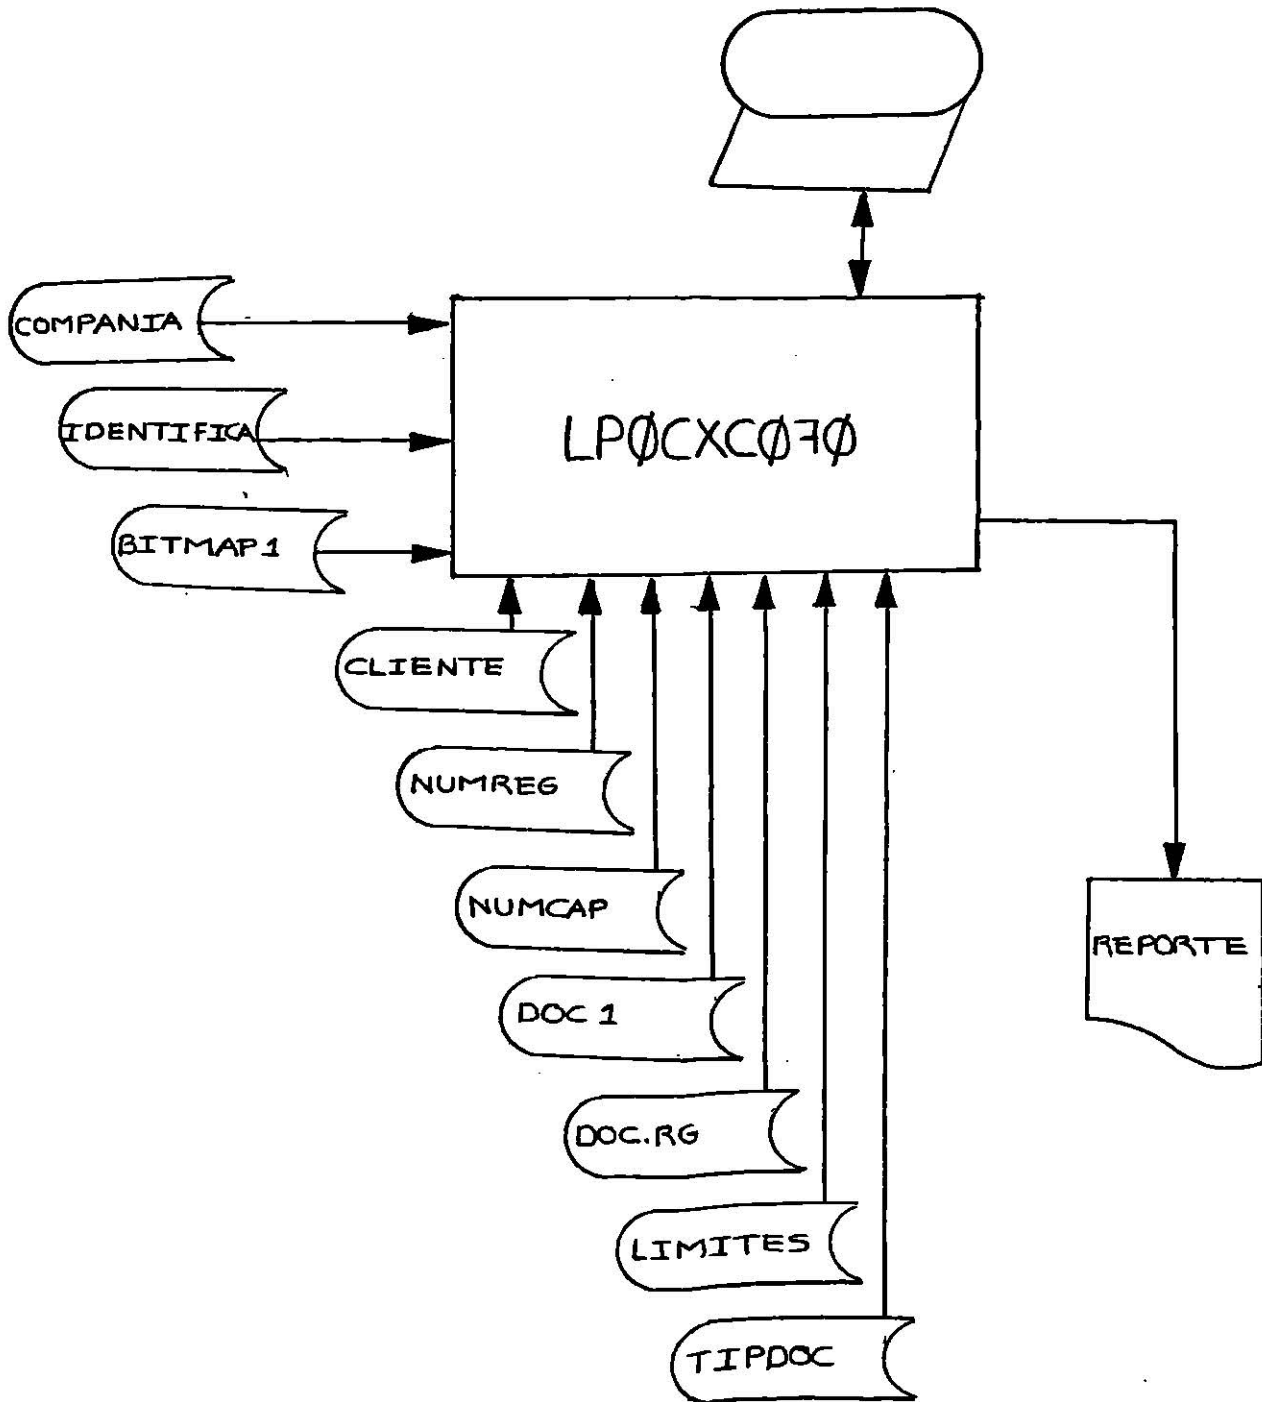 COMPANIA
IDENTIFICA
LPØCXCØ7Ø
BITMAP1
CLIENTE
NUMREG
NUMCAP
REPORTE
DOC 1
DOC.RG
LIMITES
TIPDOC